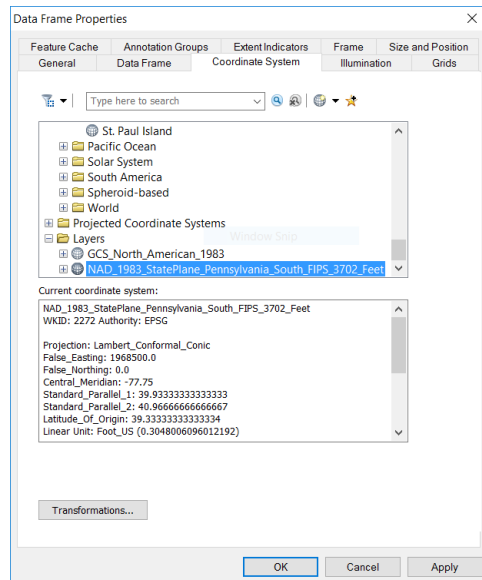 Data Frame Properties
Feature Cache Annotation Groups Extent Indicators Frame Size and Position
General Data Frame Coordinate System Illumination Grids
Type here to search
St. Paul Island
Pacific Ocean
Solar System
South America
Spheroid-based
World
Projected Coordinate Systems
Window Snip
Layers
GCS_North_American_1983
NAD_1983_StatePlane_Pennsylvania_South_FIPS_3702_Feet
Current coordinate system:
NAD_1983_StatePlane_Pennsylvania_South_FIPS_3702_Feet
WKID: 2272 Authority: EPSG
Projection: Lambert_Conformal_Conic
False_Easting: 1968500.0
False_Northing: 0.0
Central_Meridian: -77.75
Standard_Parallel_1: 39.93333333333333
Standard_Parallel_2: 40.96666666666667
Latitude_Of_Origin: 39.33333333333334
Linear Unit: Foot_US (0.3048006096012192)
Transformations...
OK Cancel Apply